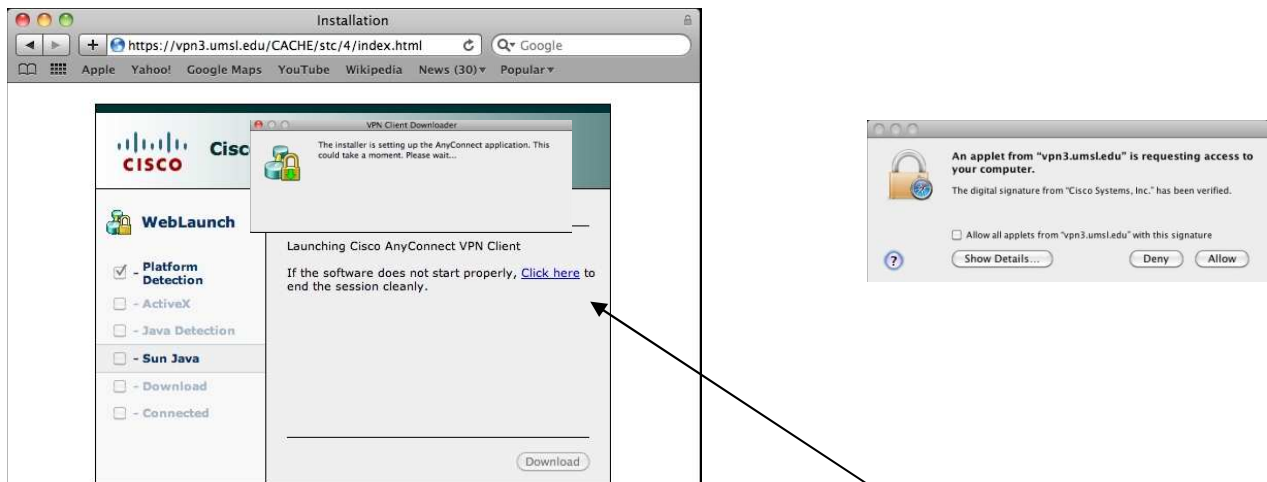 Installation
https://vpn3.umsl.edu/CACHE/stc/4/index.html
Google
Apple Yahoo! Google Maps YouTube Wikipedia News (30) Popular
CISCO
Cisc
VPN Client Downloader
The installer is setting up the AnyConnect application. This
could take a moment. Please wait...
WebLaunch
- Platform
Detection
- ActiveX
- Java Detection
- Sun Java
- Download
- Connected
Launching Cisco AnyConnect VPN Client
If the software does not start properly, Click here to
end the session cleanly.
Download
An applet from “vpn3.umsl.edu” is requesting access to
your computer.
The digital signature from “Cisco Systems, Inc.” has been verified.
Allow all applets from “vpn3.umsl.edu” with this signature
?
Show Details...
Deny
Allow